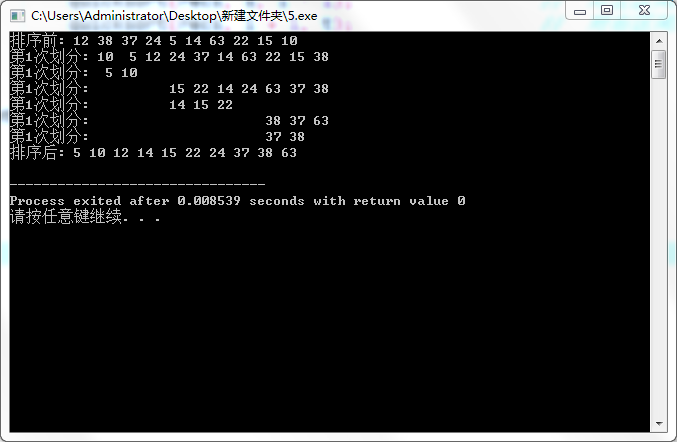 C:\Users\Administrator\Desktop\新建文件夹\5.exe
排序前: 12 38 37 24 5 14 63 22 15 10
第1次划分: 10  5 12 24 37 14 63 22 15 38
第1次划分:  5 10
第1次划分:          15 22 14 24 63 37 38
第1次划分:          14 15 22
第1次划分:                      38 37 63
第1次划分:                      37 38
排序后: 5 10 12 14 15 22 24 37 38 63
--------------------------------
Process exited after 0.008539 seconds with return value 0
请按任意键继续. . .